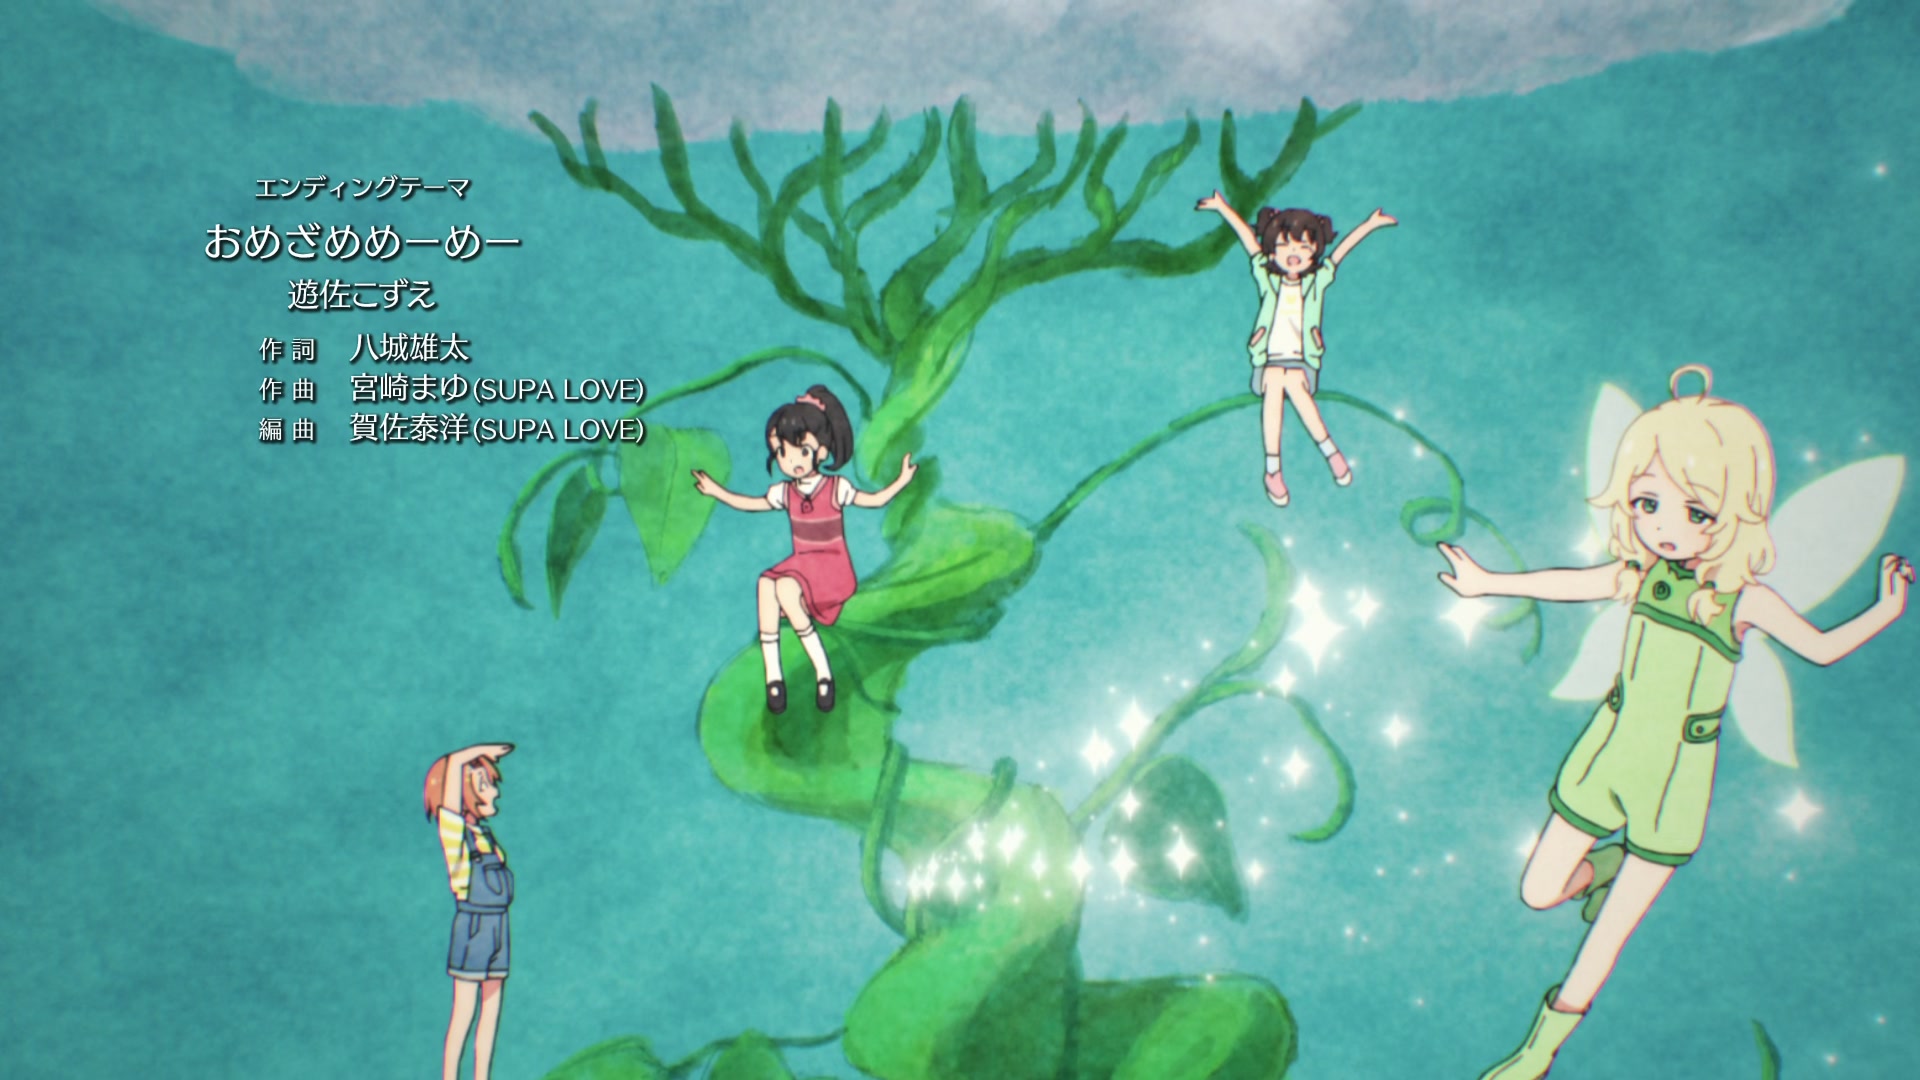 エンディングテーマ
おめざめめーめー
遊佐こずえ
作詞 八城雄太
作曲 宮崎まゆ(SUPA LOVE)
編曲 賀佐泰洋(SUPA LOVE)